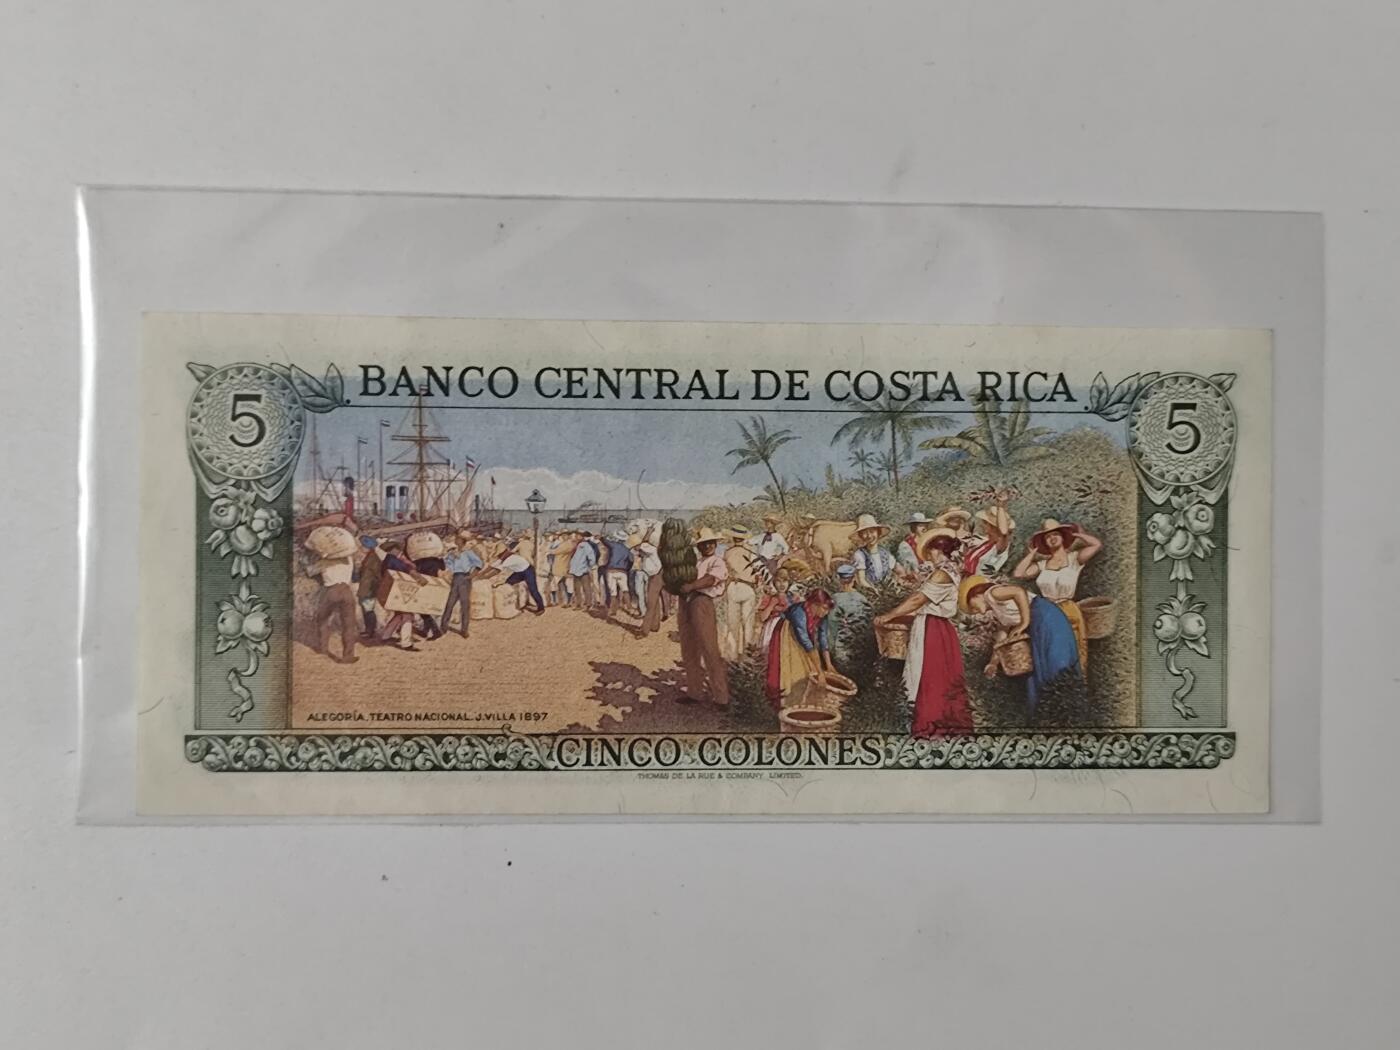 BANCO CENTRAL DE COSTA RICA
5
5
ALEGORÍA. TEATRO NACIONAL. J. VILLA 1897
CINCO COLONES
THOMAS DE LA RUE & COMPANY, LIMITED.